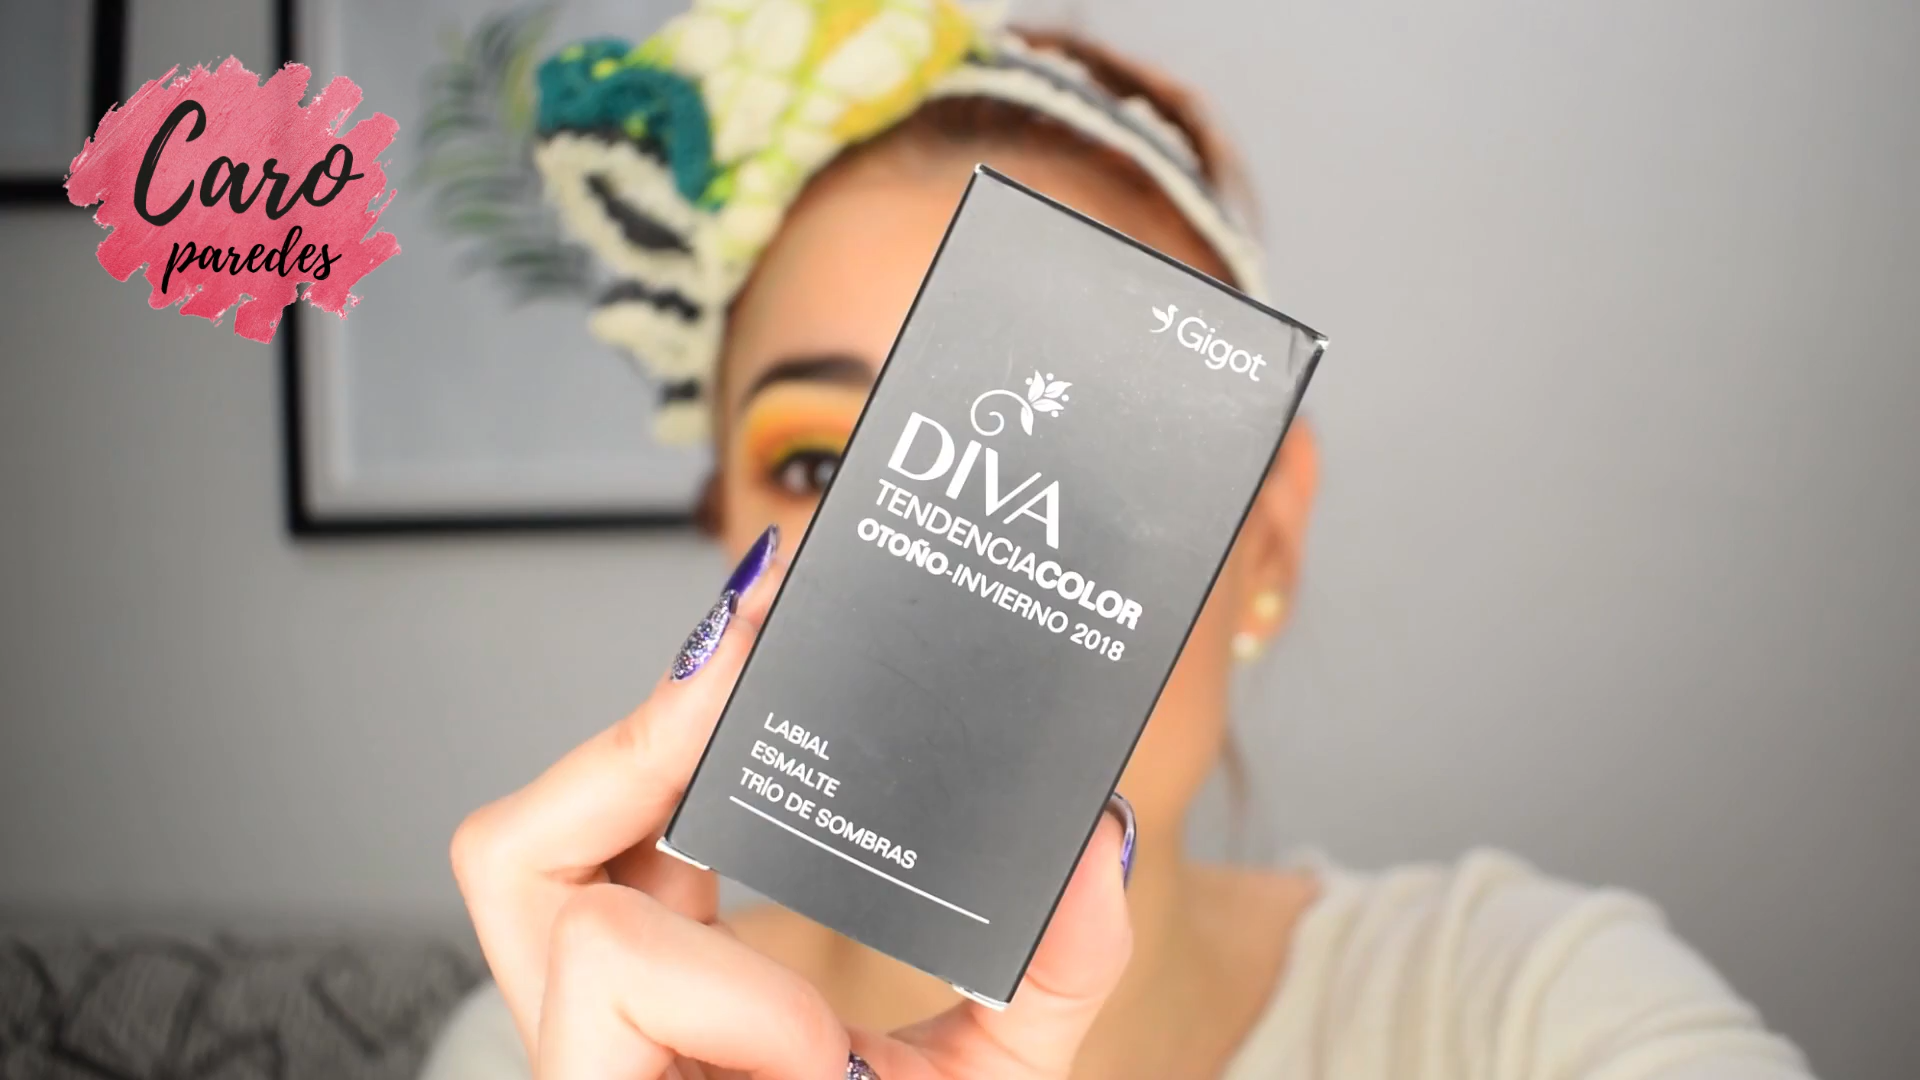 Caro
paredes
Gigot
DIVA
TENDENCIACOLOR
OTOÑO-INVIERNO 2018
LABIAL
ESMALTE
TRÍO DE SOMBRAS